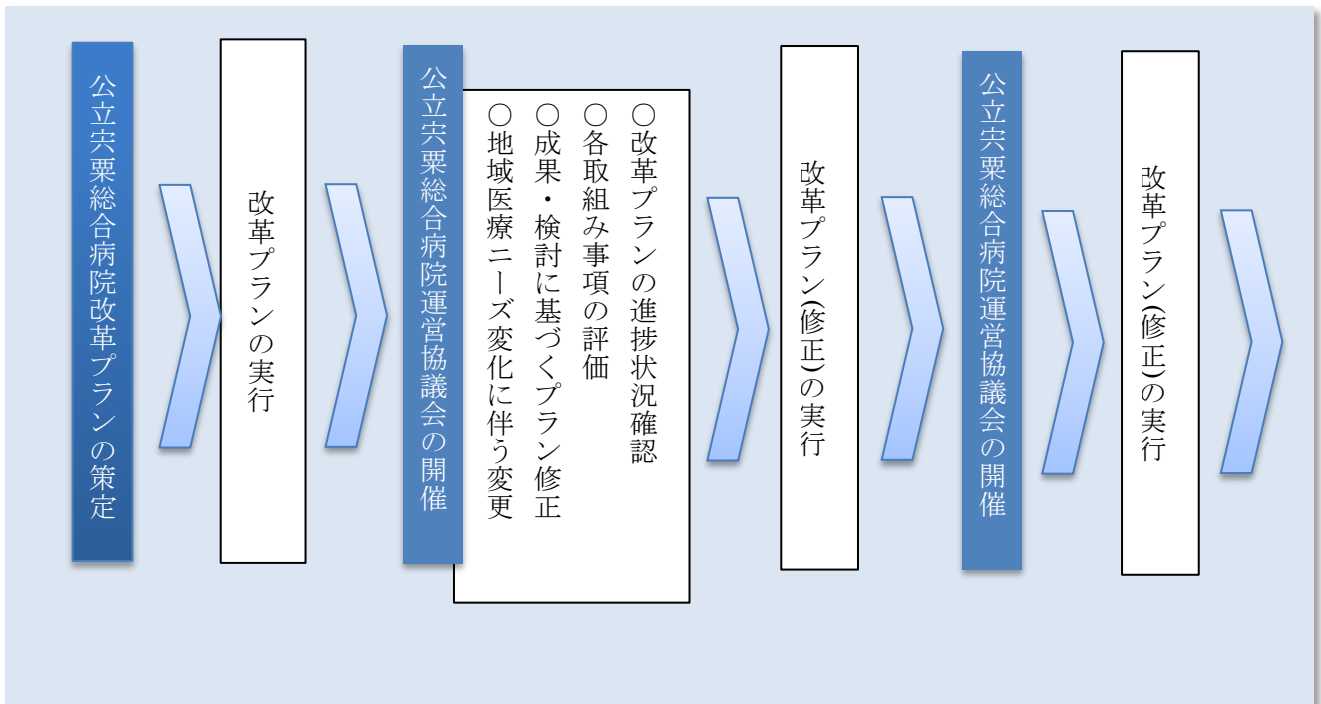 公立宍粟総合病院改革プランの策定
改革プランの実行
公立宍粟総合病院運営協議会の開催
○改革プランの進捗状況確認
○各取組み事項の評価
○成果・検討に基づくプラン修正
○地域医療ニーズ変化に伴う変更
改革プラン(修正)の実行
公立宍粟総合病院運営協議会の開催
改革プラン(修正)の実行